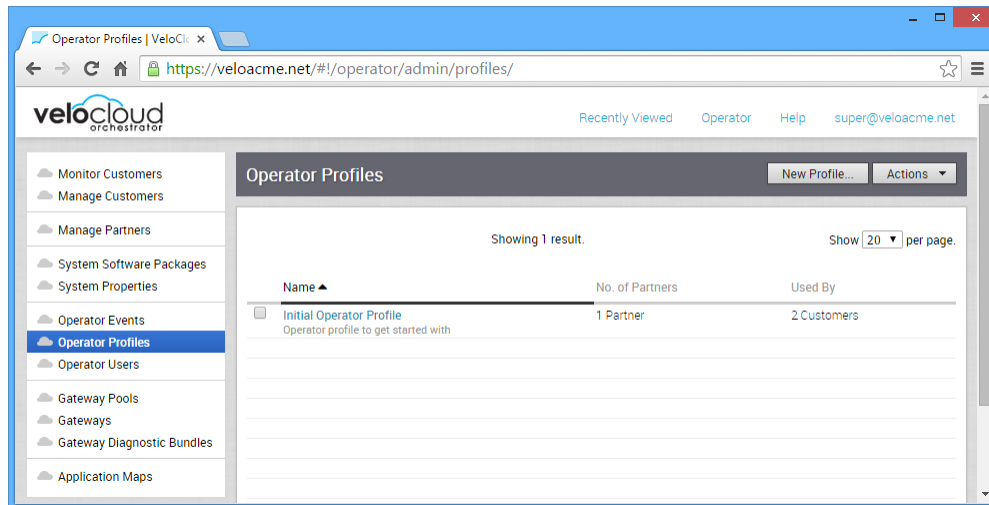 Operator Profiles | VeloClo
https://veloacme.net/#!/operator/admin/profiles/
velocloud
orchestrator
Recently Viewed Operator Help super@veloacme.net
Monitor Customers
Manage Customers
Manage Partners
System Software Packages
System Properties
Operator Events
Operator Profiles
Operator Users
Gateway Pools
Gateways
Gateway Diagnostic Bundles
Application Maps
Operator Profiles New Profile... Actions
Showing 1 result. Show 20 per page.
Name No. of Partners Used By
Initial Operator Profile 1 Partner 2 Customers
Operator profile to get started with